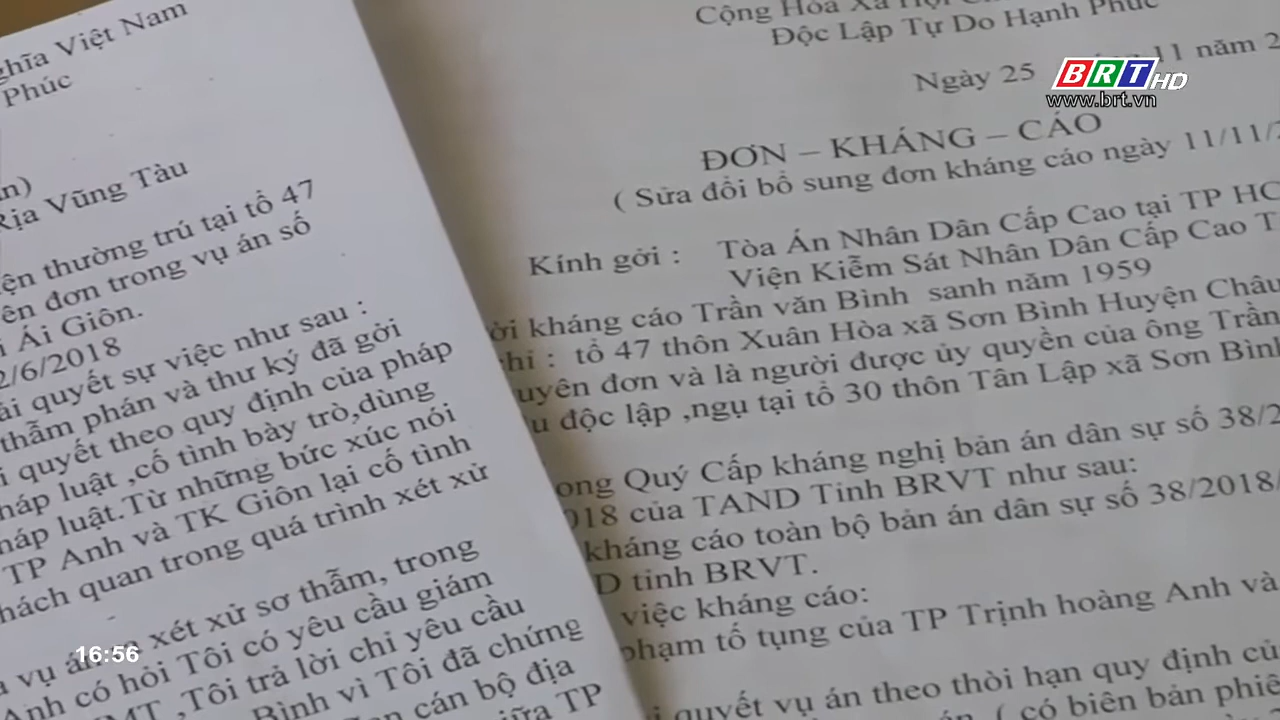 ghĩa Việt Nam
Phúc
Rịa Vũng Tàu
thường trú tại tổ 47
ên đơn trong vụ án số
i Ái Giôn.
2/6/2018
ải quyết sự việc như sau :
thẩm phán và thư ký đã gởi
i quyết theo quy định của pháp
háp luật ,cố tình bày trò,dùng
háp luật.Từ những bức xúc nói
TP Anh và TK Giôn lại cố tình
hách quan trong quá trình xét xử
vụ án xét xử sơ thẫm, trong
Anh có hỏi Tôi có yêu cầu giám
,Tôi trả lời chi yêu cầu
Bình vì Tôi đã chứng
cán bộ địa
giữa TP
Cộng Hòa Xã Hội
Độc Lập Tự Do Hạnh Phúc
Ngày 25 11 năm 2
ĐƠN – KHÁNG – CÁO
( Sửa đổi bổ sung đơn kháng cáo ngày 11/11/
Kính gởi : Tòa Án Nhân Dân Cấp Cao tại TP HC
Viện Kiễm Sát Nhân Dân Cấp Cao T
ời kháng cáo Trần văn Bình sanh năm 1959
hỉ : tổ 47 thôn Xuân Hòa xã Sơn Bình Huyện Châu
uyên đơn và là người được ủy quyền của ông Trần
u độc lập ,ngụ tại tổ 30 thôn Tân Lập xã Sơn Bình
ong Quý Cấp kháng nghị bản án dân sự số 38/2
018 của TAND Tỉnh BRVT như sau:
kháng cáo toàn bộ bản án dân sự số 38/2018/
D tỉnh BRVT.
việc kháng cáo:
phạm tố tụng của TP Trịnh hoàng Anh và
quyết vụ án theo thời hạn quy định củ
án ( có biên bản phiê
BRT HD
www.brt.vn
16:56